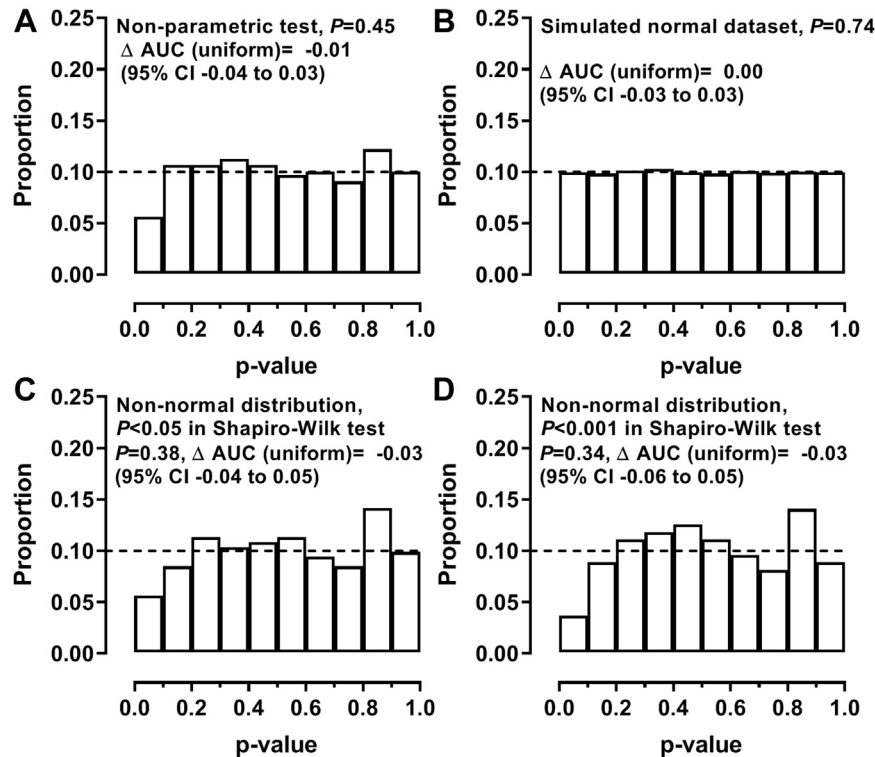 A
Non-parametric test, P=0.45
Δ AUC (uniform)= -0.01
(95% CI -0.04 to 0.03)
0.25
0.20
0.15
0.10
0.05
0.00
Proportion
0.0 0.2 0.4 0.6 0.8 1.0
p-value
B
Simulated normal dataset, P=0.74
Δ AUC (uniform)= 0.00
(95% CI -0.03 to 0.03)
0.25
0.20
0.15
0.10
0.05
0.00
Proportion
0.0 0.2 0.4 0.6 0.8 1.0
p-value
C
Non-normal distribution,
P<0.05 in Shapiro-Wilk test
P=0.38, Δ AUC (uniform)= -0.03
(95% CI -0.04 to 0.05)
0.25
0.20
0.15
0.10
0.05
0.00
Proportion
0.0 0.2 0.4 0.6 0.8 1.0
p-value
D
Non-normal distribution,
P<0.001 in Shapiro-Wilk test
P=0.34, Δ AUC (uniform)= -0.03
(95% CI -0.06 to 0.05)
0.25
0.20
0.15
0.10
0.05
0.00
Proportion
0.0 0.2 0.4 0.6 0.8 1.0
p-value